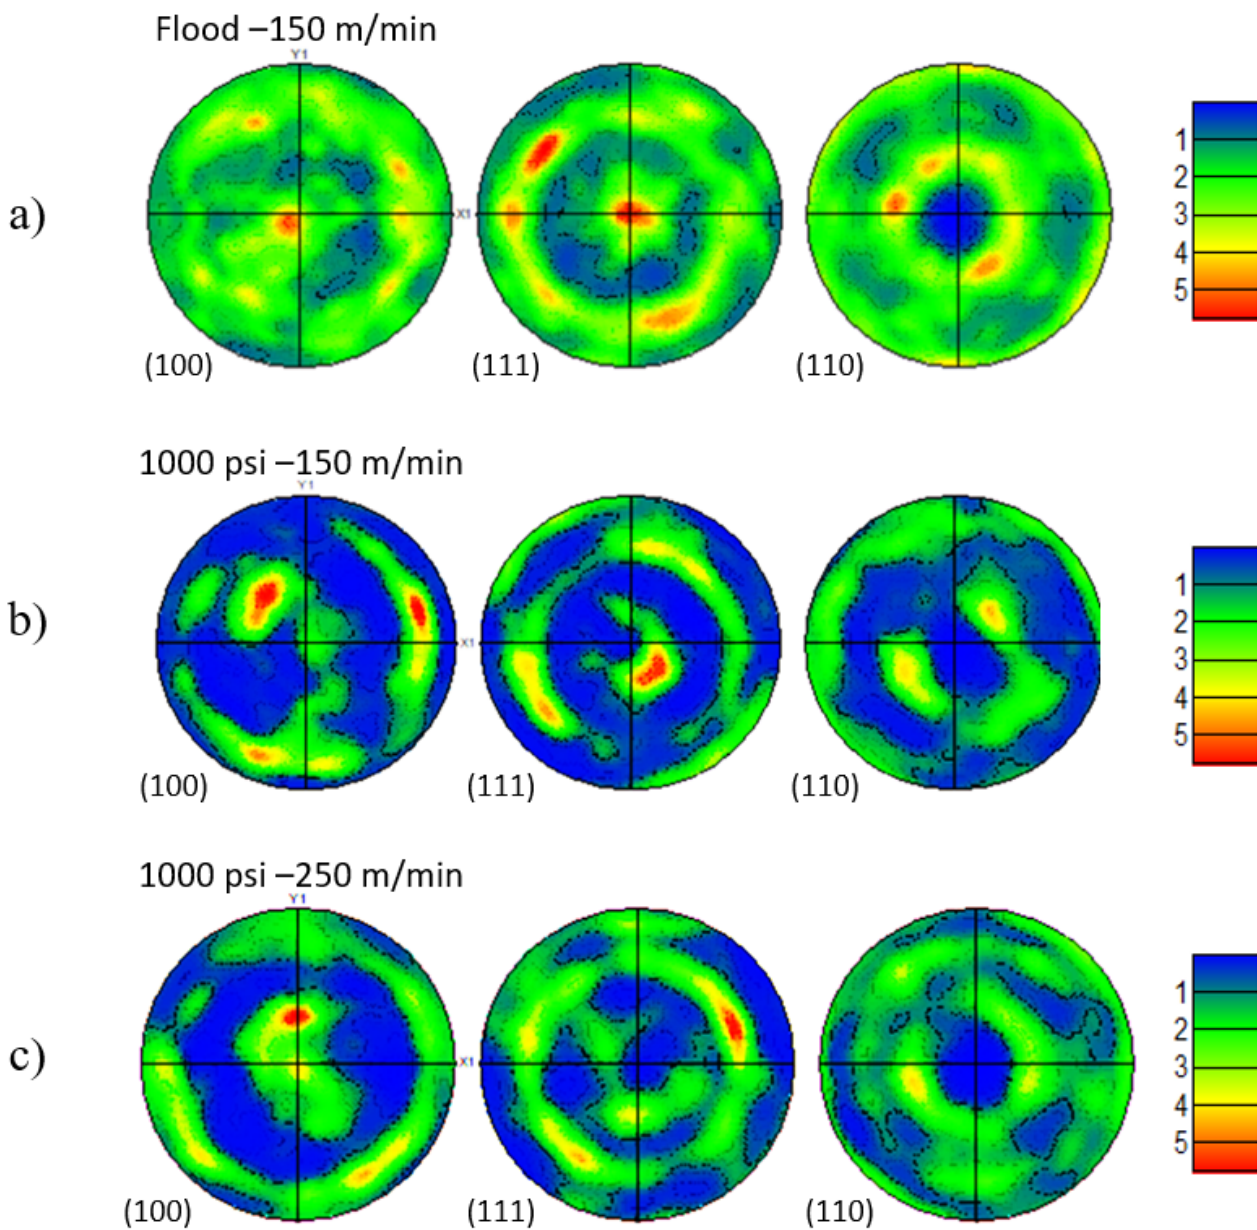 Flood –150 m/min
Y1
a)
X1
1
2
3
4
5
(100)
(111)
(110)
1000 psi –150 m/min
Y1
b)
X1
1
2
3
4
5
(100)
(111)
(110)
1000 psi –250 m/min
Y1
c)
X1
1
2
3
4
5
(100)
(111)
(110)